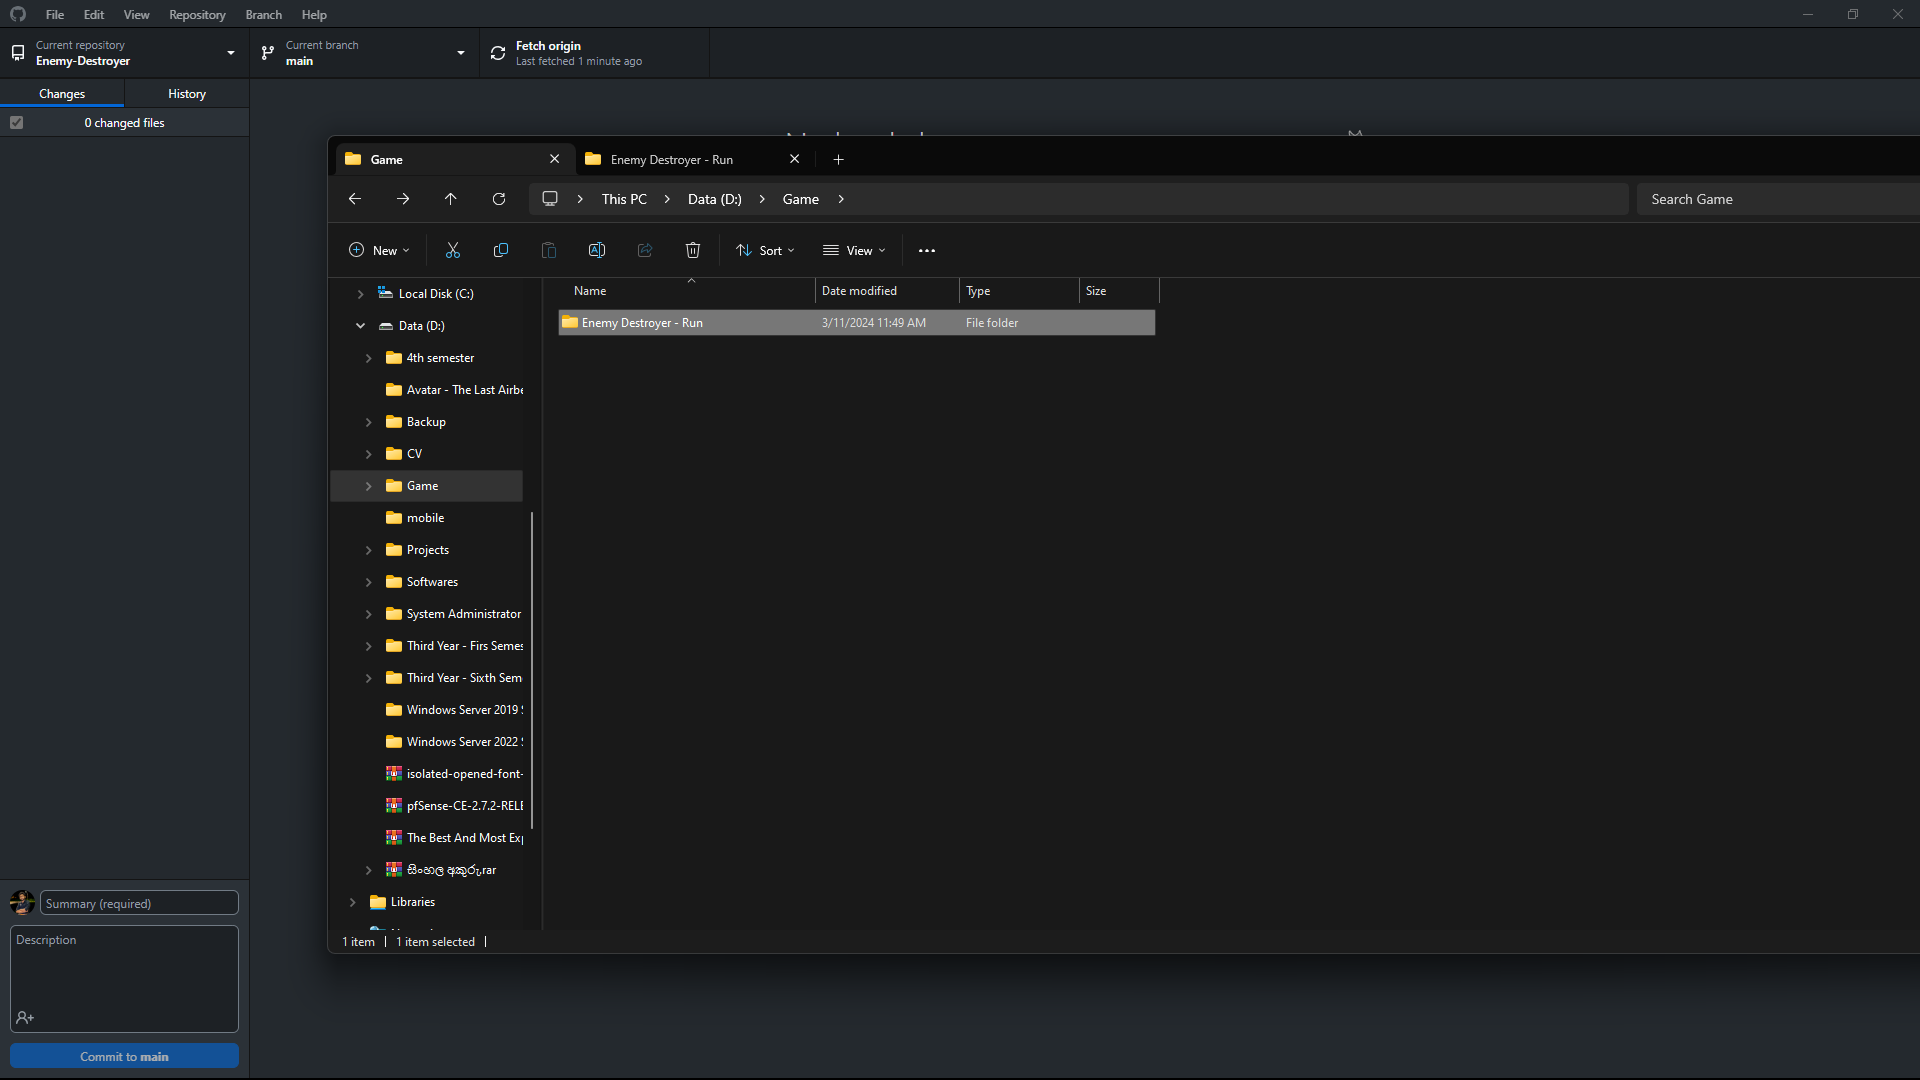 File Edit View Repository Branch Help
Current repository
Enemy-Destroyer
Current branch
main
Fetch origin
Last fetched 1 minute ago
Changes History
0 changed files
Game
Enemy Destroyer - Run
This PC > Data (D:) > Game >
Search Game
New
Sort
View
Name Date modified Type Size
Enemy Destroyer - Run 3/11/2024 11:49 AM File folder
Local Disk (C:)
Data (D:)
4th semester
Avatar - The Last Airbe
Backup
CV
Game
mobile
Projects
Softwares
System Administrator
Third Year - Firs Semes
Third Year - Sixth Sem
Windows Server 2019 S
Windows Server 2022 S
isolated-opened-font-
pfSense-CE-2.7.2-RELE
The Best And Most Exp
සිංහල අකුරු.rar
Libraries
1 item | 1 item selected |
Summary (required)
Description
Commit to main